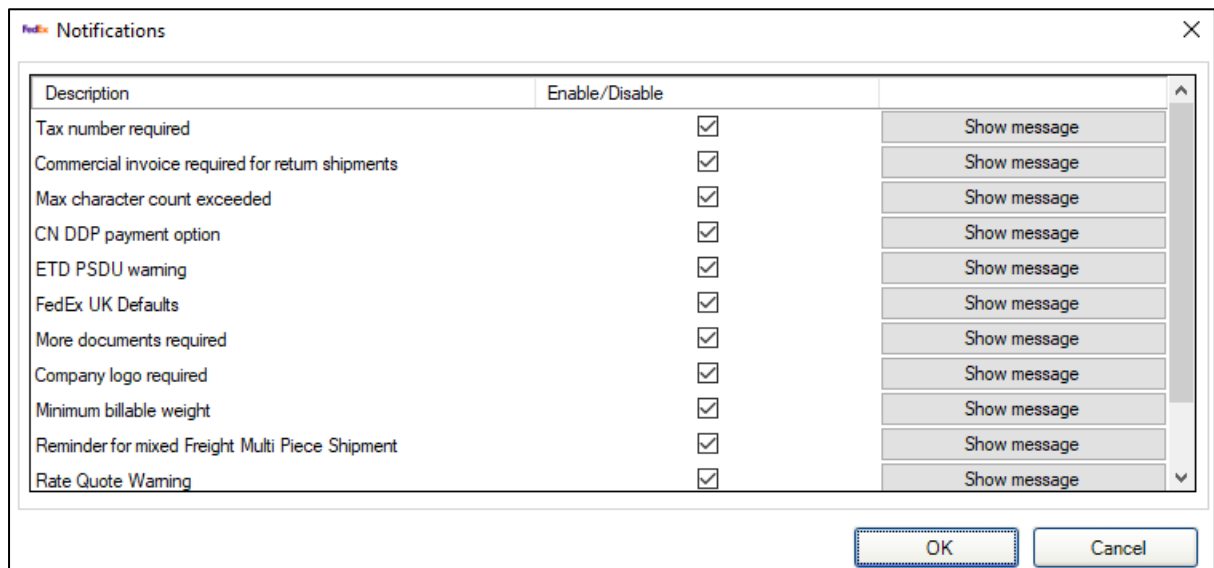 FedEx Notifications
Description Enable/Disable
Tax number required Show message
Commercial invoice required for return shipments Show message
Max character count exceeded Show message
CN DDP payment option Show message
ETD PSDU warning Show message
FedEx UK Defaults Show message
More documents required Show message
Company logo required Show message
Minimum billable weight Show message
Reminder for mixed Freight Multi Piece Shipment Show message
Rate Quote Warning Show message
OK Cancel